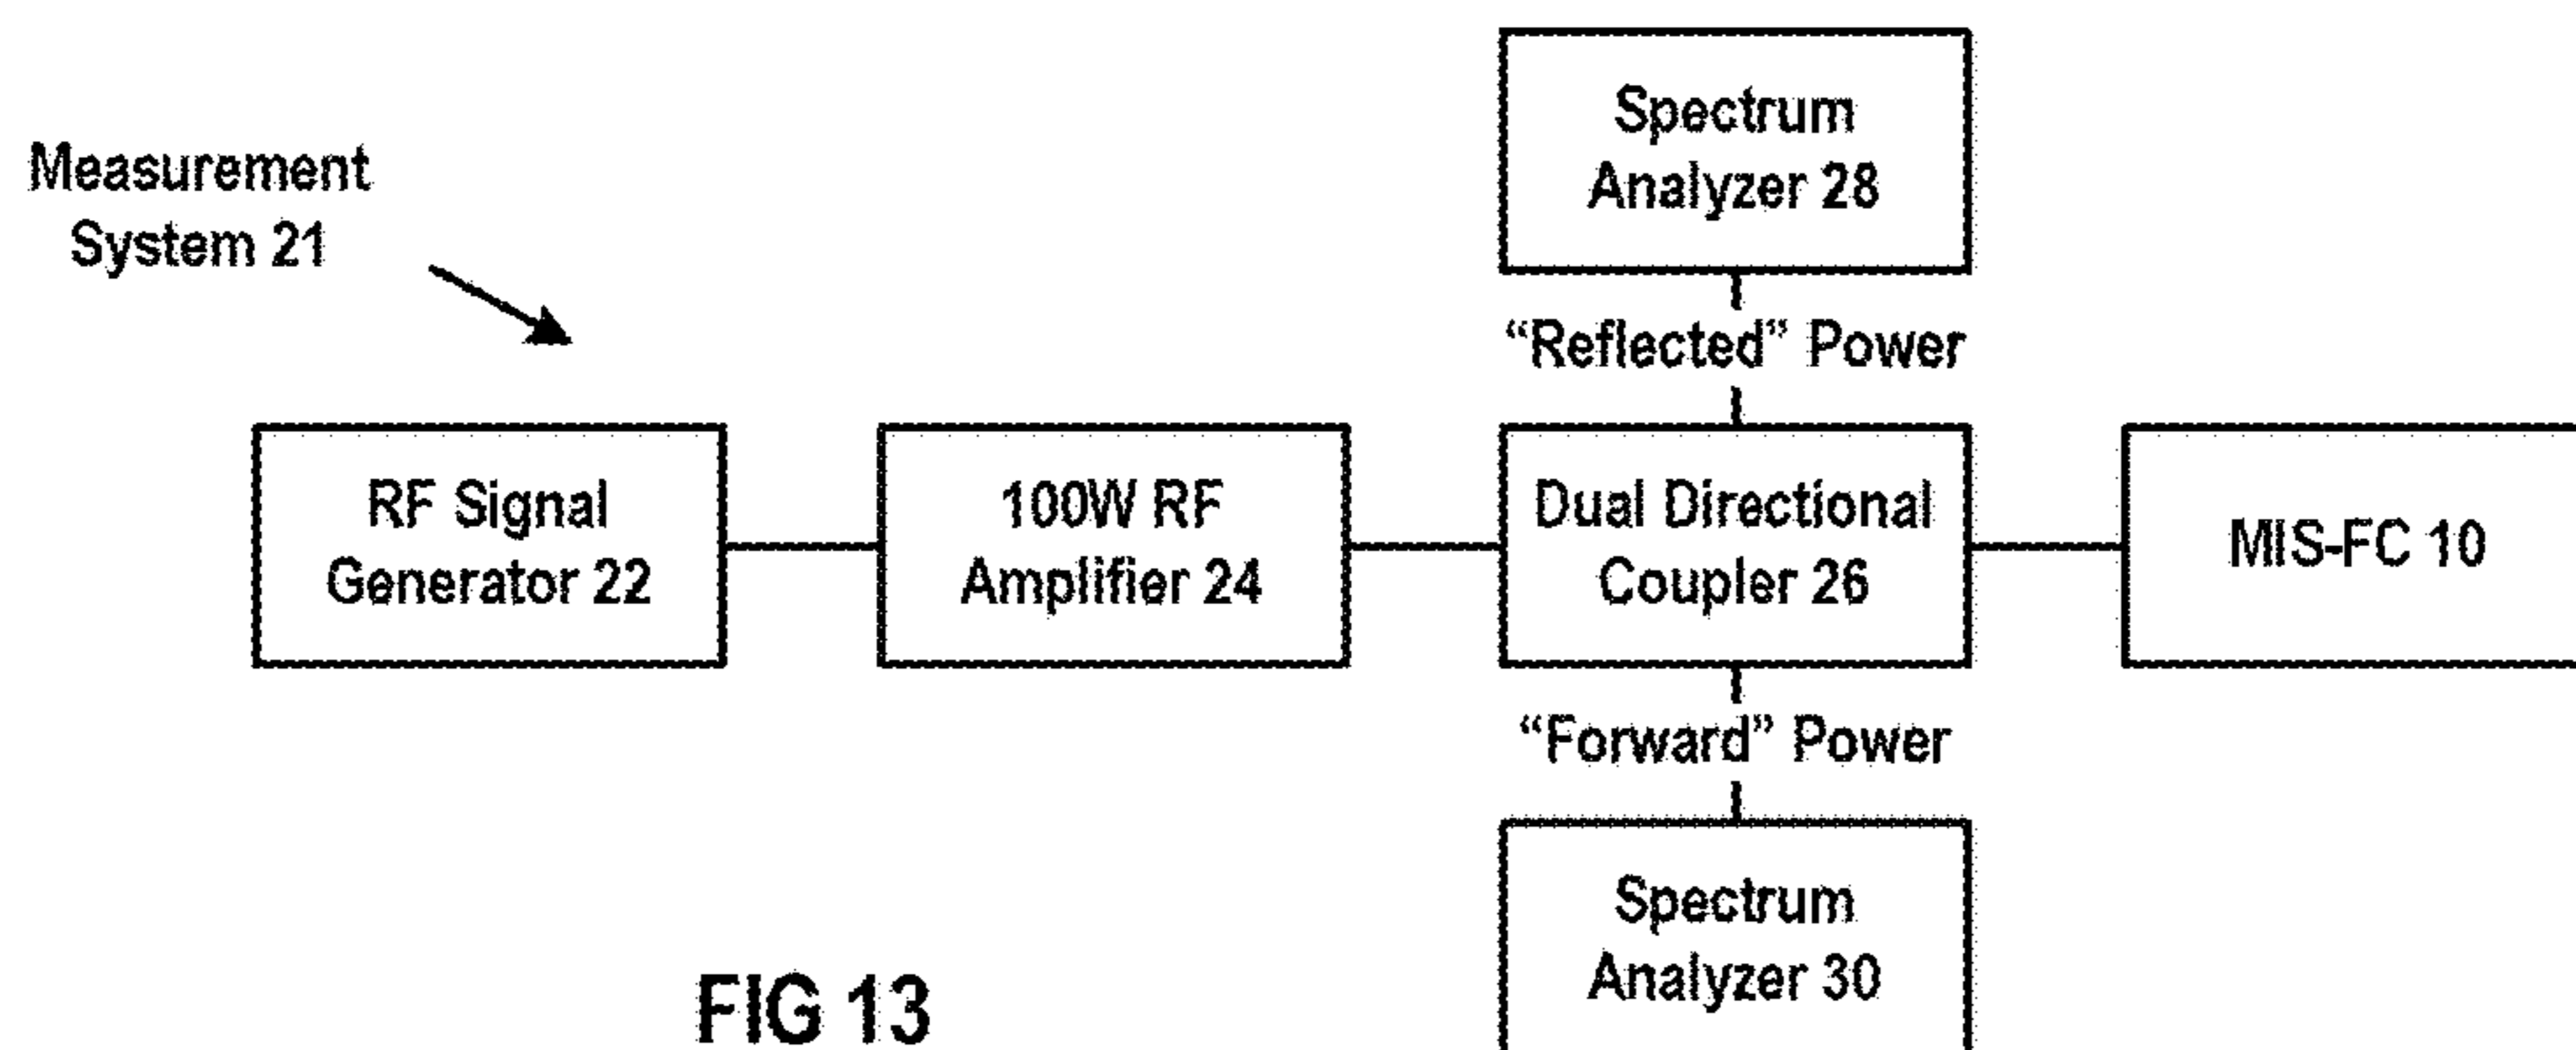 Spectrum
Analyzer 28
Measurement
System 21
“Reflected” Power
RF Signal
Generator 22
100W RF
Amplifier 24
Dual Directional
Coupler 26
MIS-FC 10
“Forward” Power
Spectrum
Analyzer 30
FIG 13